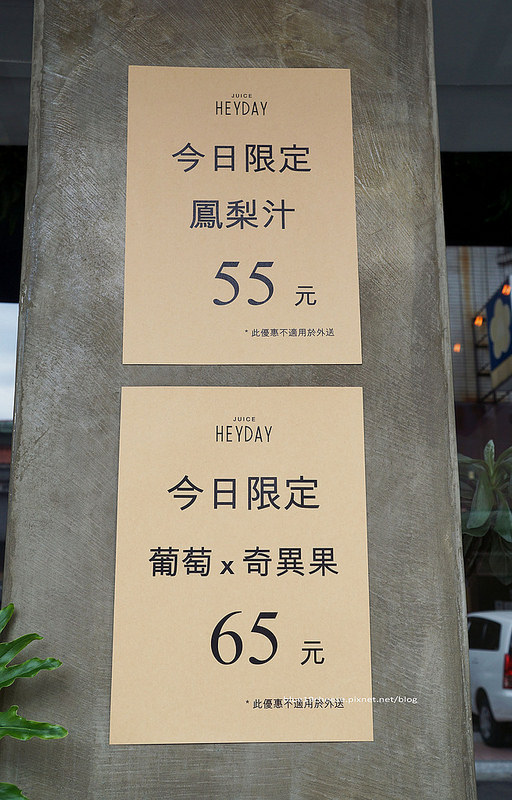 JUICE
HEYDAY
今日限定
鳳梨汁
55 元
* 此優惠不適用於外送
JUICE
HEYDAY
今日限定
葡萄 x 奇異果
65 元
* 此優惠不適用於外送